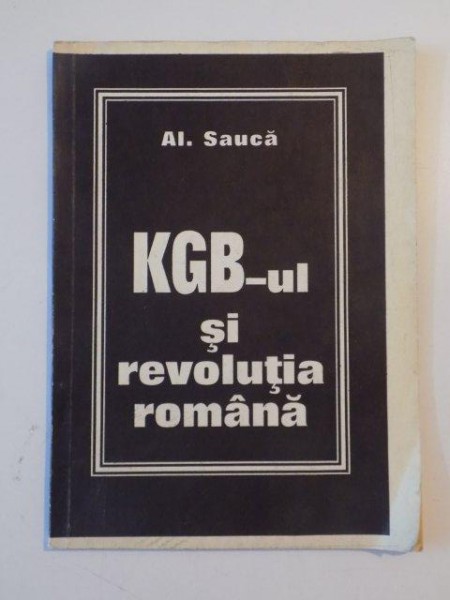 Al. Saucă
KGB-ul
şi
revoluţia
română